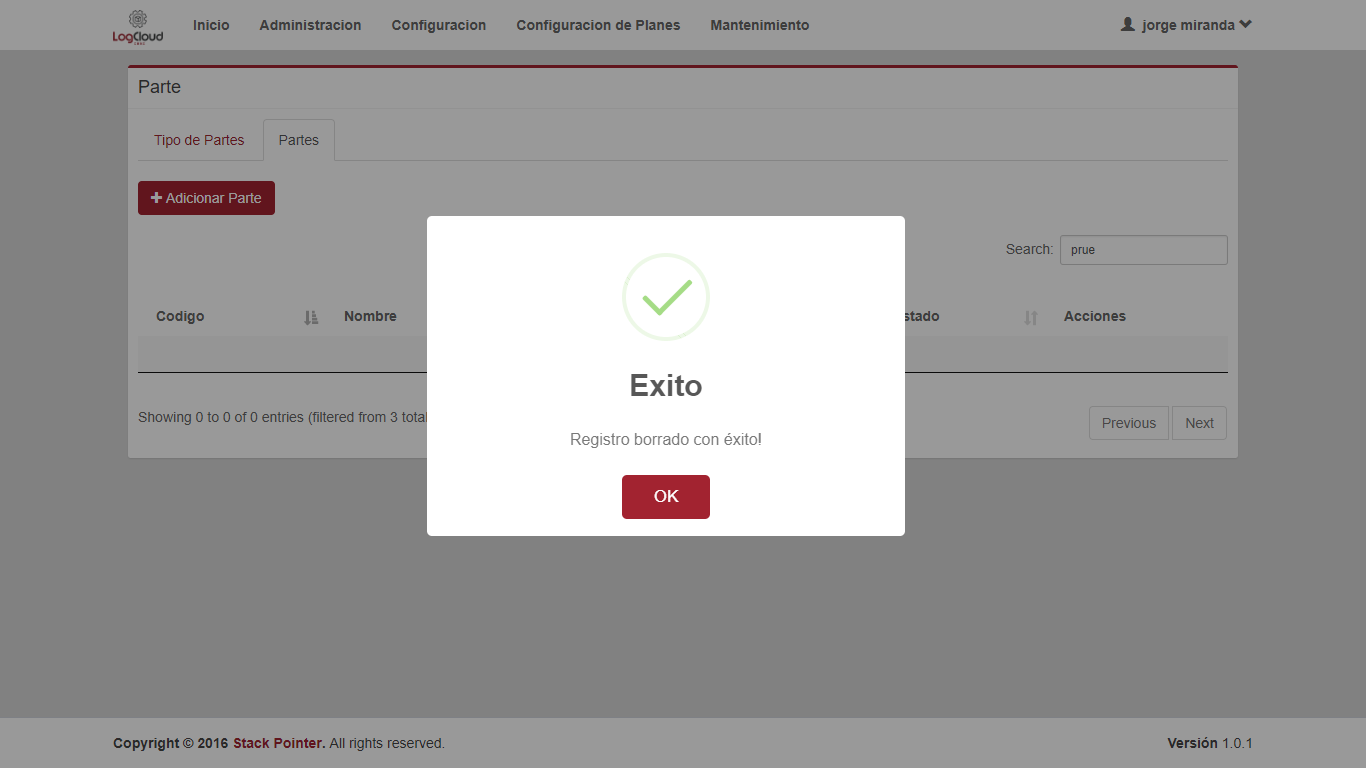 LogCloud
Inicio Administracion Configuracion Configuracion de Planes Mantenimiento jorge miranda
Parte
Tipo de Partes Partes
Adicionar Parte
Search: prue
Codigo Nombre Acciones
Exito
Showing 0 to 0 of 0 entries (filtered from 3 total
Previous Next
Registro borrado con éxito!
OK
Copyright © 2016 Stack Pointer. All rights reserved. Versión 1.0.1